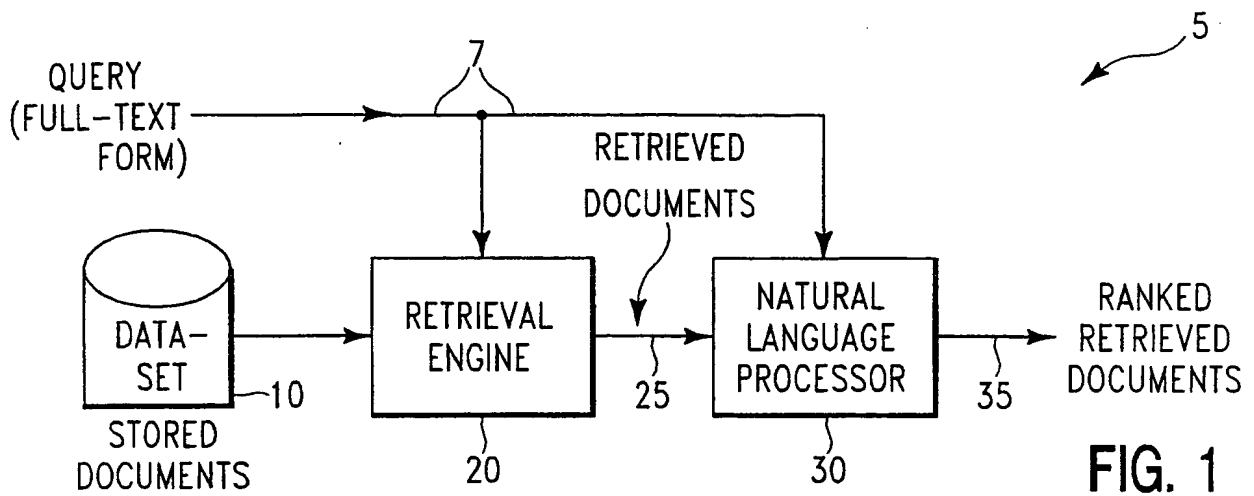 5
7
QUERY
(FULL-TEXT
FORM)
RETRIEVED
DOCUMENTS
DATA-
SET
10
STORED
DOCUMENTS
RETRIEVAL
ENGINE
20
25
NATURAL
LANGUAGE
PROCESSOR
30
35
RANKED
RETRIEVED
DOCUMENTS
FIG. 1